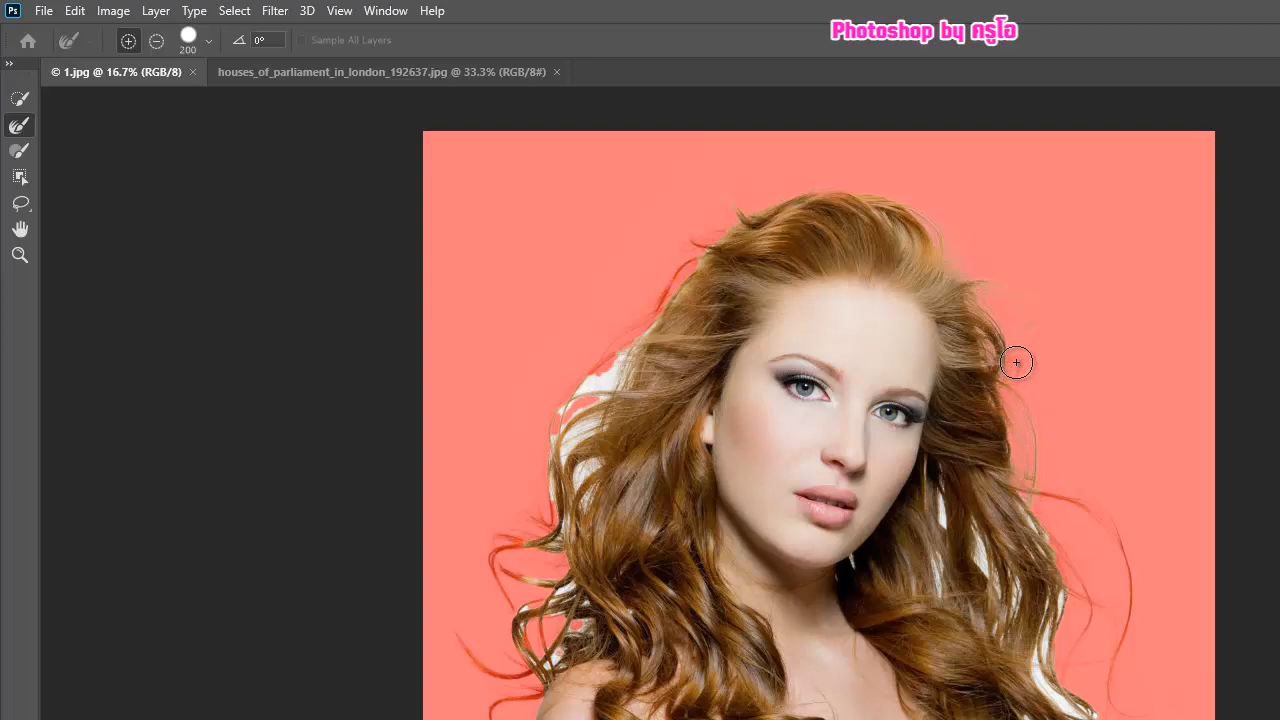 Ps File Edit Image Layer Type Select Filter 3D View Window Help
Photoshop by ครูโอ
200 0° Sample All Layers
© 1.jpg @ 16.7% (RGB/8) × houses_of_parliament_in_london_192637.jpg @ 33.3% (RGB/8#) ×